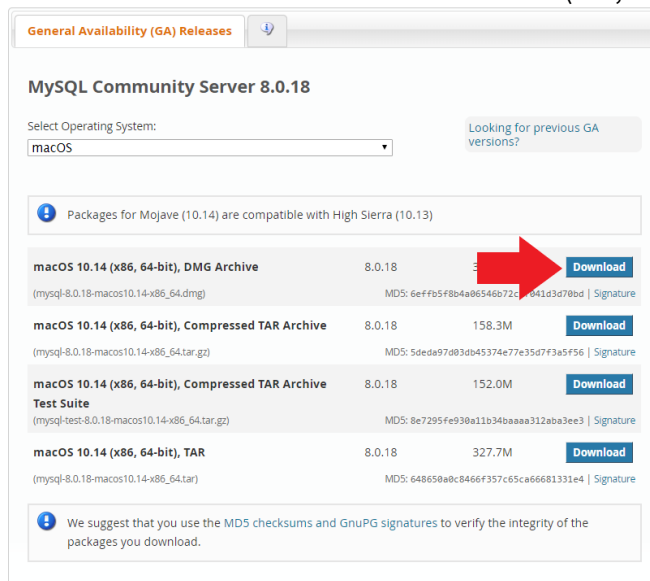 General Availability (GA) Releases
MySQL Community Server 8.0.18
Select Operating System:
macOS
Looking for previous GA
versions?
Packages for Mojave (10.14) are compatible with High Sierra (10.13)
macOS 10.14 (x86, 64-bit), DMG Archive 8.0.18 Download
(mysql-8.0.18-macos10.14-x86_64.dmg) MD5: | Signature
macOS 10.14 (x86, 64-bit), Compressed TAR Archive 8.0.18 158.3M Download
(mysql-8.0.18-macos10.14-x86_64.tar.gz) MD5: 5deda97d03db45374e77e35d7f3a5f56 | Signature
macOS 10.14 (x86, 64-bit), Compressed TAR Archive 8.0.18 152.0M Download
Test Suite
(mysql-test-8.0.18-macos10.14-x86_64.tar.gz) MD5: 8e7295fe930a11b34baaaa312aba3ee3 | Signature
macOS 10.14 (x86, 64-bit), TAR 8.0.18 327.7M Download
(mysql-8.0.18-macos10.14-x86_64.tar) MD5: 648650a0c8466f357c65ca66681331e4 | Signature
We suggest that you use the MD5 checksums and GnuPG signatures to verify the integrity of the
packages you download.